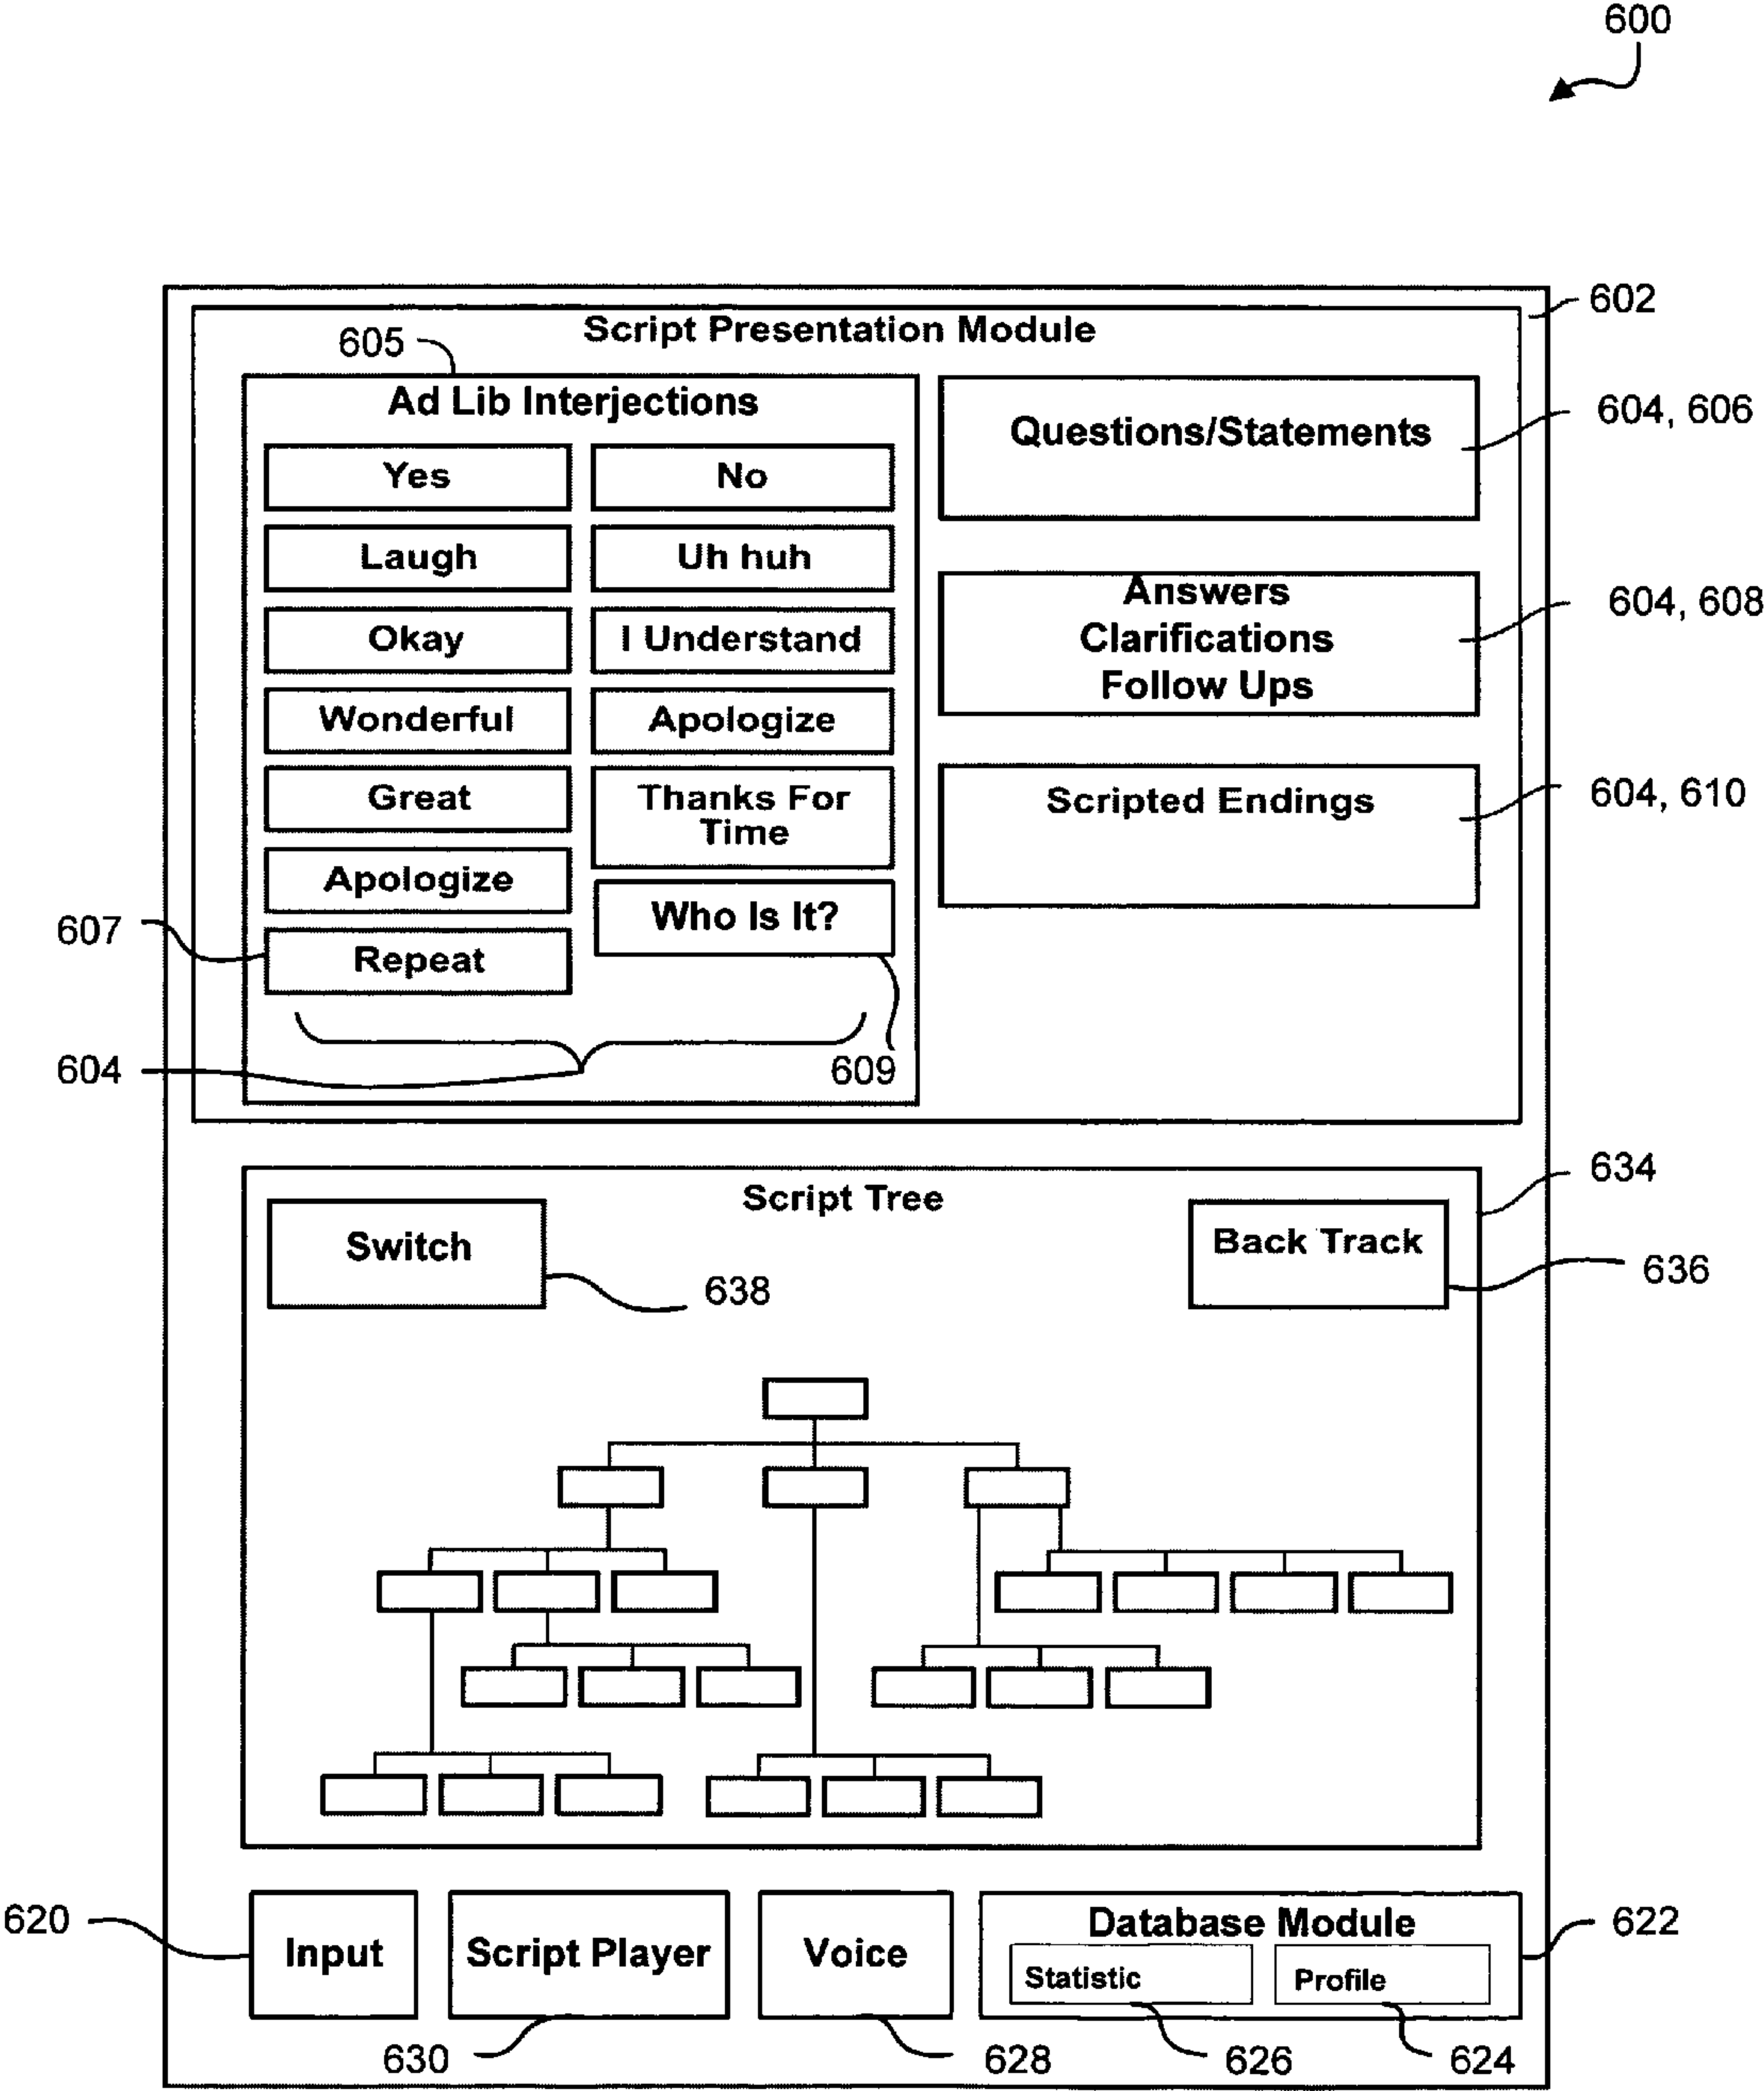 600
602
Script Presentation Module
605
Ad Lib Interjections
Yes
No
Laugh
Uh huh
Okay
I Understand
Wonderful
Apologize
Great
Thanks For
Time
Apologize
Who Is It?
Repeat
607
604
609
Questions/Statements
604, 606
Answers
Clarifications
Follow Ups
604, 608
Scripted Endings
604, 610
Script Tree
634
Switch
638
Back Track
636
620
Input
Script Player
Voice
Database Module
Statistic
Profile
622
630
628
626
624